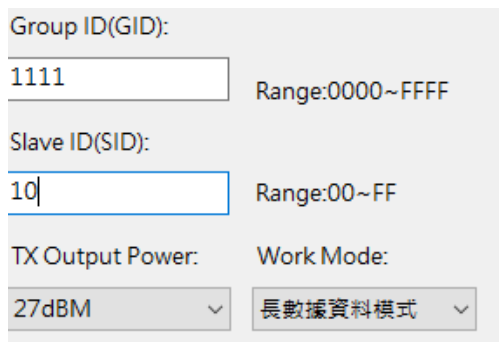 Group ID(GID):
1111
Range:0000~FFFF
Slave ID(SID):
10
Range:00~FF
TX Output Power:
Work Mode:
27dBM
長數據資料模式